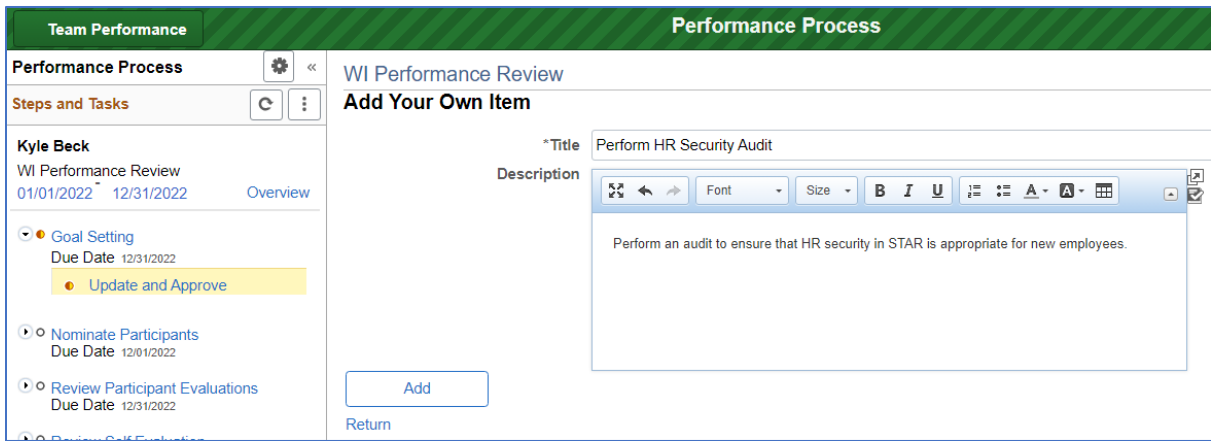 Team Performance
Performance Process
Performance Process
«
Steps and Tasks
Kyle Beck
WI Performance Review
01/01/2022 - 12/31/2022 Overview
Goal Setting
Due Date 12/31/2022
Update and Approve
Nominate Participants
Due Date 12/01/2022
Review Participant Evaluations
Due Date 12/31/2022
Review Self Evaluation
WI Performance Review
Add Your Own Item
*Title Perform HR Security Audit
Description
Font Size B I U A A
Perform an audit to ensure that HR security in STAR is appropriate for new employees.
Add
Return